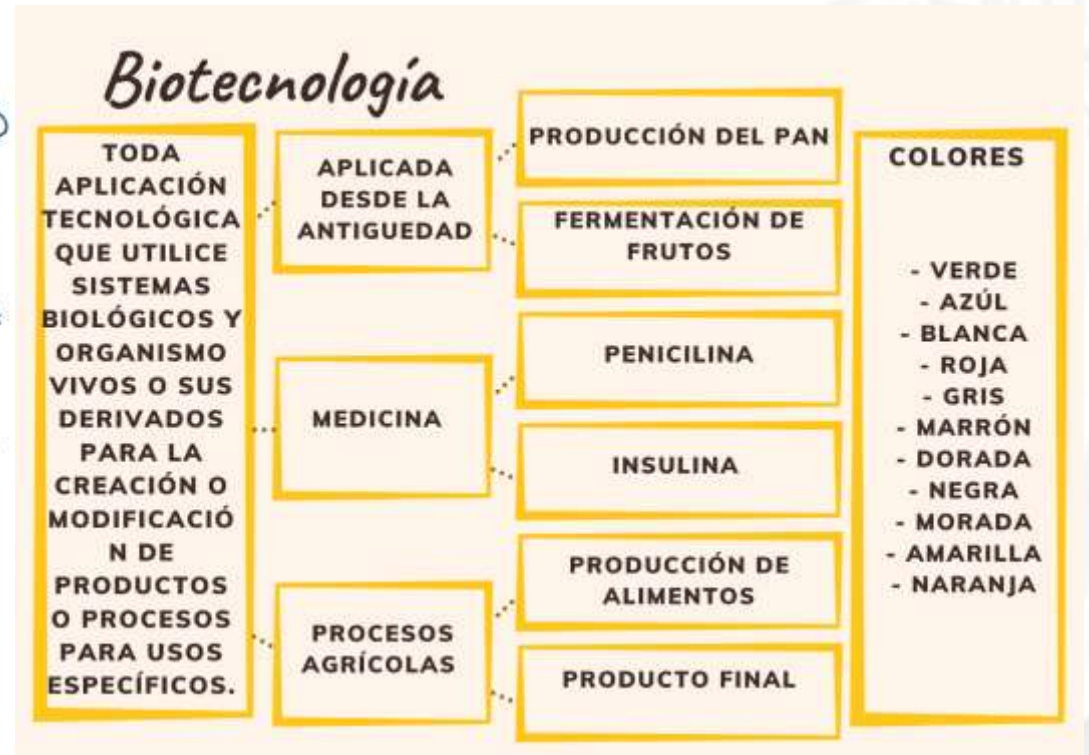 Biotecnología
TODA
APLICACIÓN
TECNOLÓGICA
QUE UTILICE
SISTEMAS
BIOLÓGICOS Y
ORGANISMO
VIVOS O SUS
DERIVADOS
PARA LA
CREACIÓN O
MODIFICACIÓ
N DE
PRODUCTOS
O PROCESOS
PARA USOS
ESPECÍFICOS.
APLICADA
DESDE LA
ANTIGUEDAD
PRODUCCIÓN DEL PAN
FERMENTACIÓN DE
FRUTOS
MEDICINA
PENICILINA
INSULINA
PROCESOS
AGRÍCOLAS
PRODUCCIÓN DE
ALIMENTOS
PRODUCTO FINAL
COLORES
- VERDE
- AZÚL
- BLANCA
- ROJA
- GRIS
- MARRÓN
- DORADA
- NEGRA
- MORADA
- AMARILLA
- NARANJA